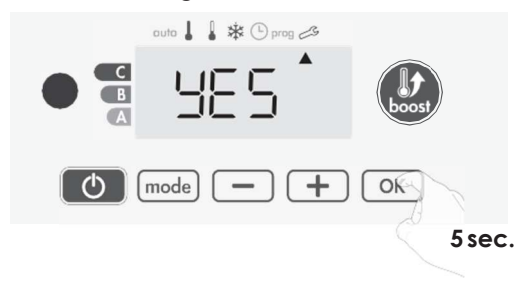 auto prog
C
B
A
YES
boost
mode − + OK
5 sec.